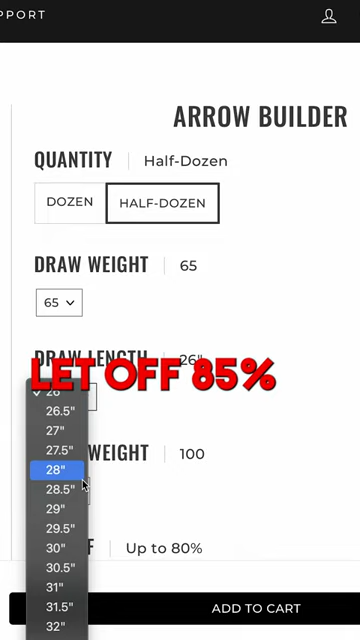 PPORT
ARROW BUILDER
QUANTITY Half-Dozen
DOZEN HALF-DOZEN
DRAW WEIGHT 65
65
DRAW LENGTH 26"
LET OFF 85%
26"
26.5"
27"
27.5"
WEIGHT 100
28"
28.5"
29"
29.5"
F Up to 80%
30"
30.5"
31"
31.5"
32"
ADD TO CART